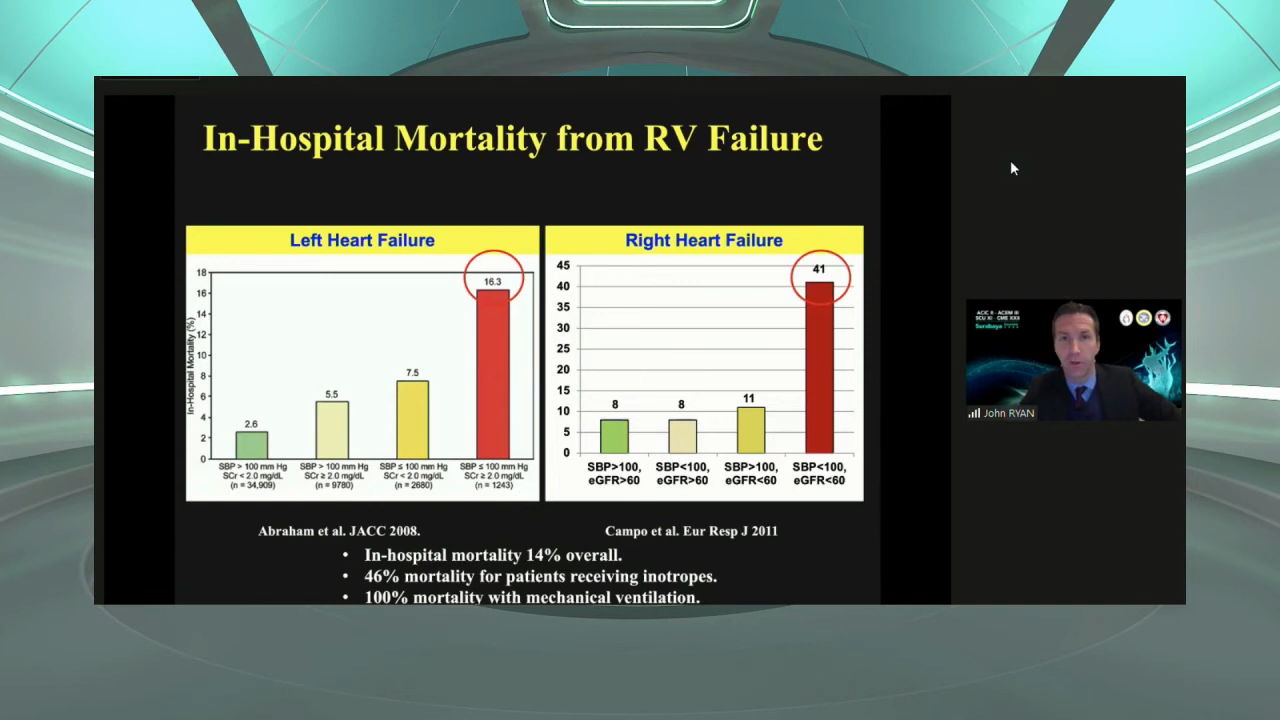 In-Hospital Mortality from RV Failure
Left Heart Failure
In-Hospital Mortality (%)
18
16
14
12
10
8
6
4
2
0
2.6
5.5
7.5
16.3
SBP > 100 mm Hg
SCr < 2.0 mg/dL
(n = 34,909)
SBP > 100 mm Hg
SCr ≥ 2.0 mg/dL
(n = 9780)
SBP ≤ 100 mm Hg
SCr < 2.0 mg/dL
(n = 2680)
SBP ≤ 100 mm Hg
SCr ≥ 2.0 mg/dL
(n = 1243)
Right Heart Failure
45
40
35
30
25
20
15
10
5
0
8
8
11
41
SBP>100,
eGFR>60
SBP<100,
eGFR>60
SBP>100,
eGFR<60
SBP<100,
eGFR<60
Abraham et al. JACC 2008.
Campo et al. Eur Resp J 2011
• In-hospital mortality 14% overall.
• 46% mortality for patients receiving inotropes.
• 100% mortality with mechanical ventilation.
John RYAN